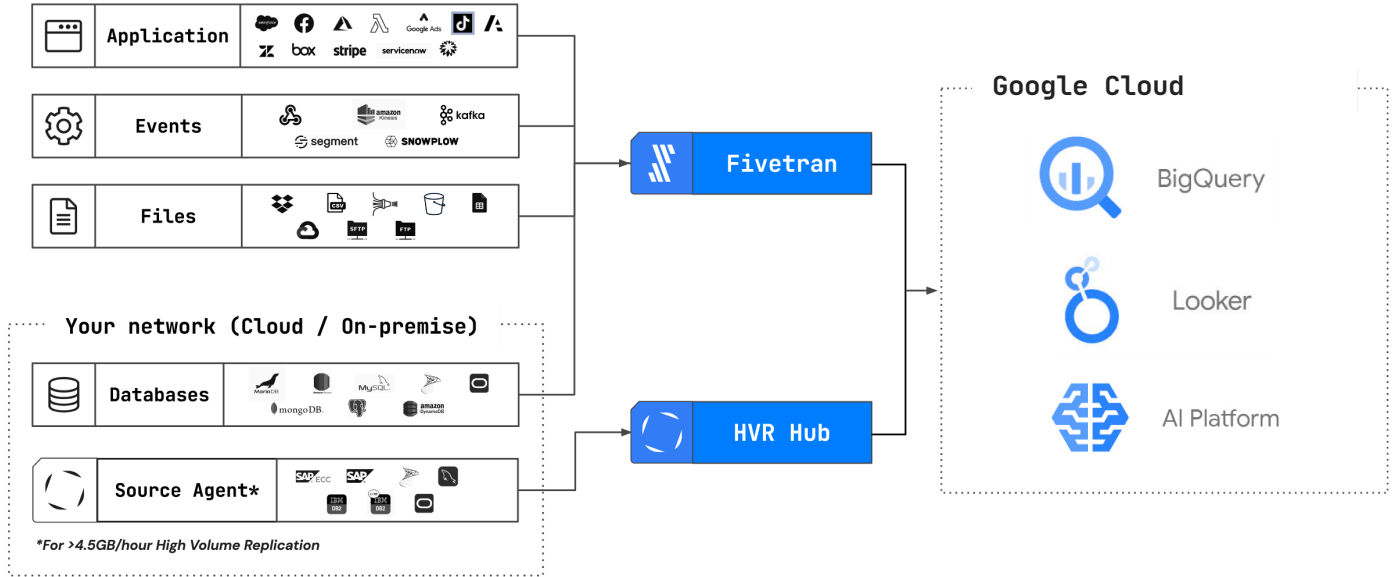 Application
salesforce
Google Ads
box
stripe
servicenow
Events
amazon
Kinesis
kafka
segment
SNOWPLOW
Files
CSV
SFTP
FTP
Your network (Cloud / On-premise)
Databases
MariaDB
MySQL
mongoDB.
amazon
DynamoDB
Source Agent*
SAP ECC
SAP
IBM
DB2
IBM
DB2
*For >4.5GB/hour High Volume Replication
Fivetran
HVR Hub
Google Cloud
BigQuery
Looker
AI Platform